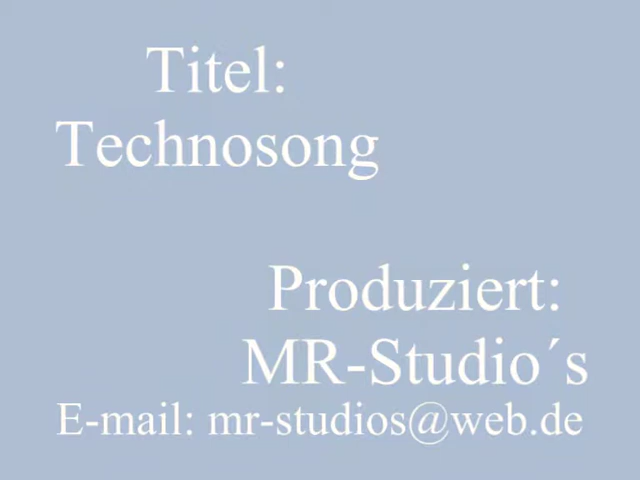 Titel:
Technosong
Produziert:
MR-Studio´s
E-mail: mr-studios@web.de